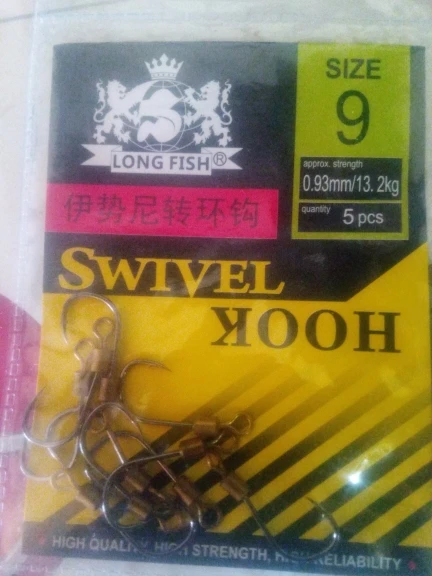 LONG FISH®
伊势尼转环钩
SIZE
9
approx. strength
0.93mm/13.2kg
quantity
5 pcs
SWIVEL
HOOK
HIGH QUALITY, HIGH STRENGTH, HIGH RELIABILITY